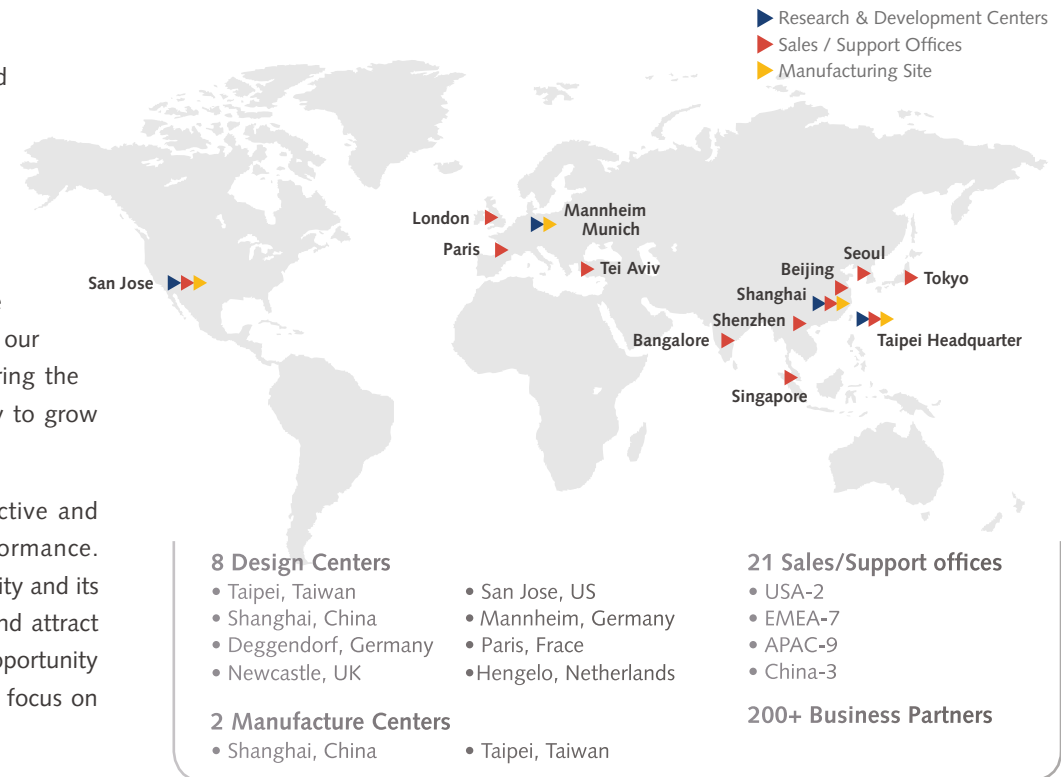 Research & Development Centers
Sales / Support Offices
Manufacturing Site
our
ring the
to grow
ctive and
ormance.
ity and its
nd attract
pportunity
focus on
London
Mannheim
Munich
Paris
Tei Aviv
San Jose
Seoul
Beijing
Tokyo
Shanghai
Shenzhen
Bangalore
Taipei Headquarter
Singapore
8 Design Centers
• Taipei, Taiwan
• Shanghai, China
• Deggendorf, Germany
• Newcastle, UK
• San Jose, US
• Mannheim, Germany
• Paris, Frace
•Hengelo, Netherlands
2 Manufacture Centers
• Shanghai, China
• Taipei, Taiwan
21 Sales/Support offices
• USA-2
• EMEA-7
• APAC-9
• China-3
200+ Business Partners